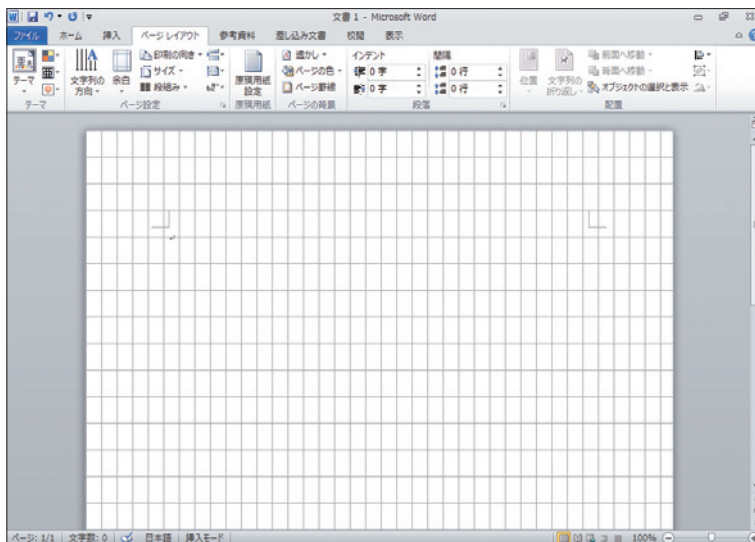 文書 1 - Microsoft Word
ファイル ホーム 挿入 ページ レイアウト 参考資料 差し込み文書 校閲 表示
テーマ
文字列の方向
余白
印刷の向き
サイズ
段組み
原稿用紙設定
透かし
ページの色
ページ罫線
インデント 間隔
0 字 0 行
0 字 0 行
位置
文字列の折り返し
前面へ移動
背面へ移動
オブジェクトの選択と表示
テーマ ページ設定 原稿用紙 ページの背景 段落 配置
ページ: 1/1 文字数: 0 日本語 挿入モード 100%